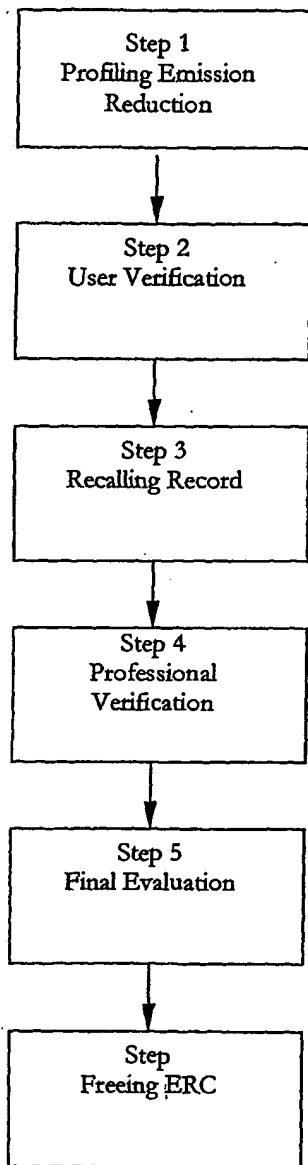 Step 1
Profiling Emission
Reduction
Step 2
User Verification
Step 3
Recalling Record
Step 4
Professional
Verification
Step 5
Final Evaluation
Step
Freeing ERC